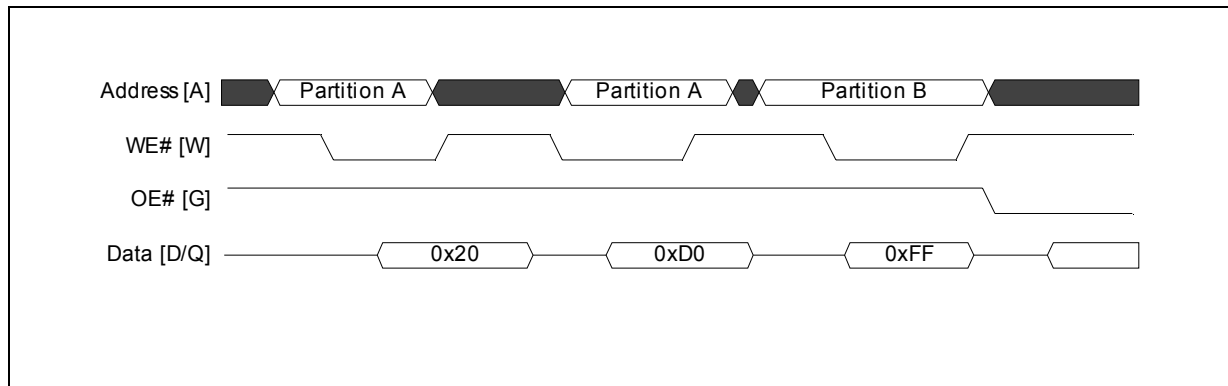 Address [A] Partition A Partition A Partition B
WE# [W]
OE# [G]
Data [D/Q] 0x20 0xD0 0xFF